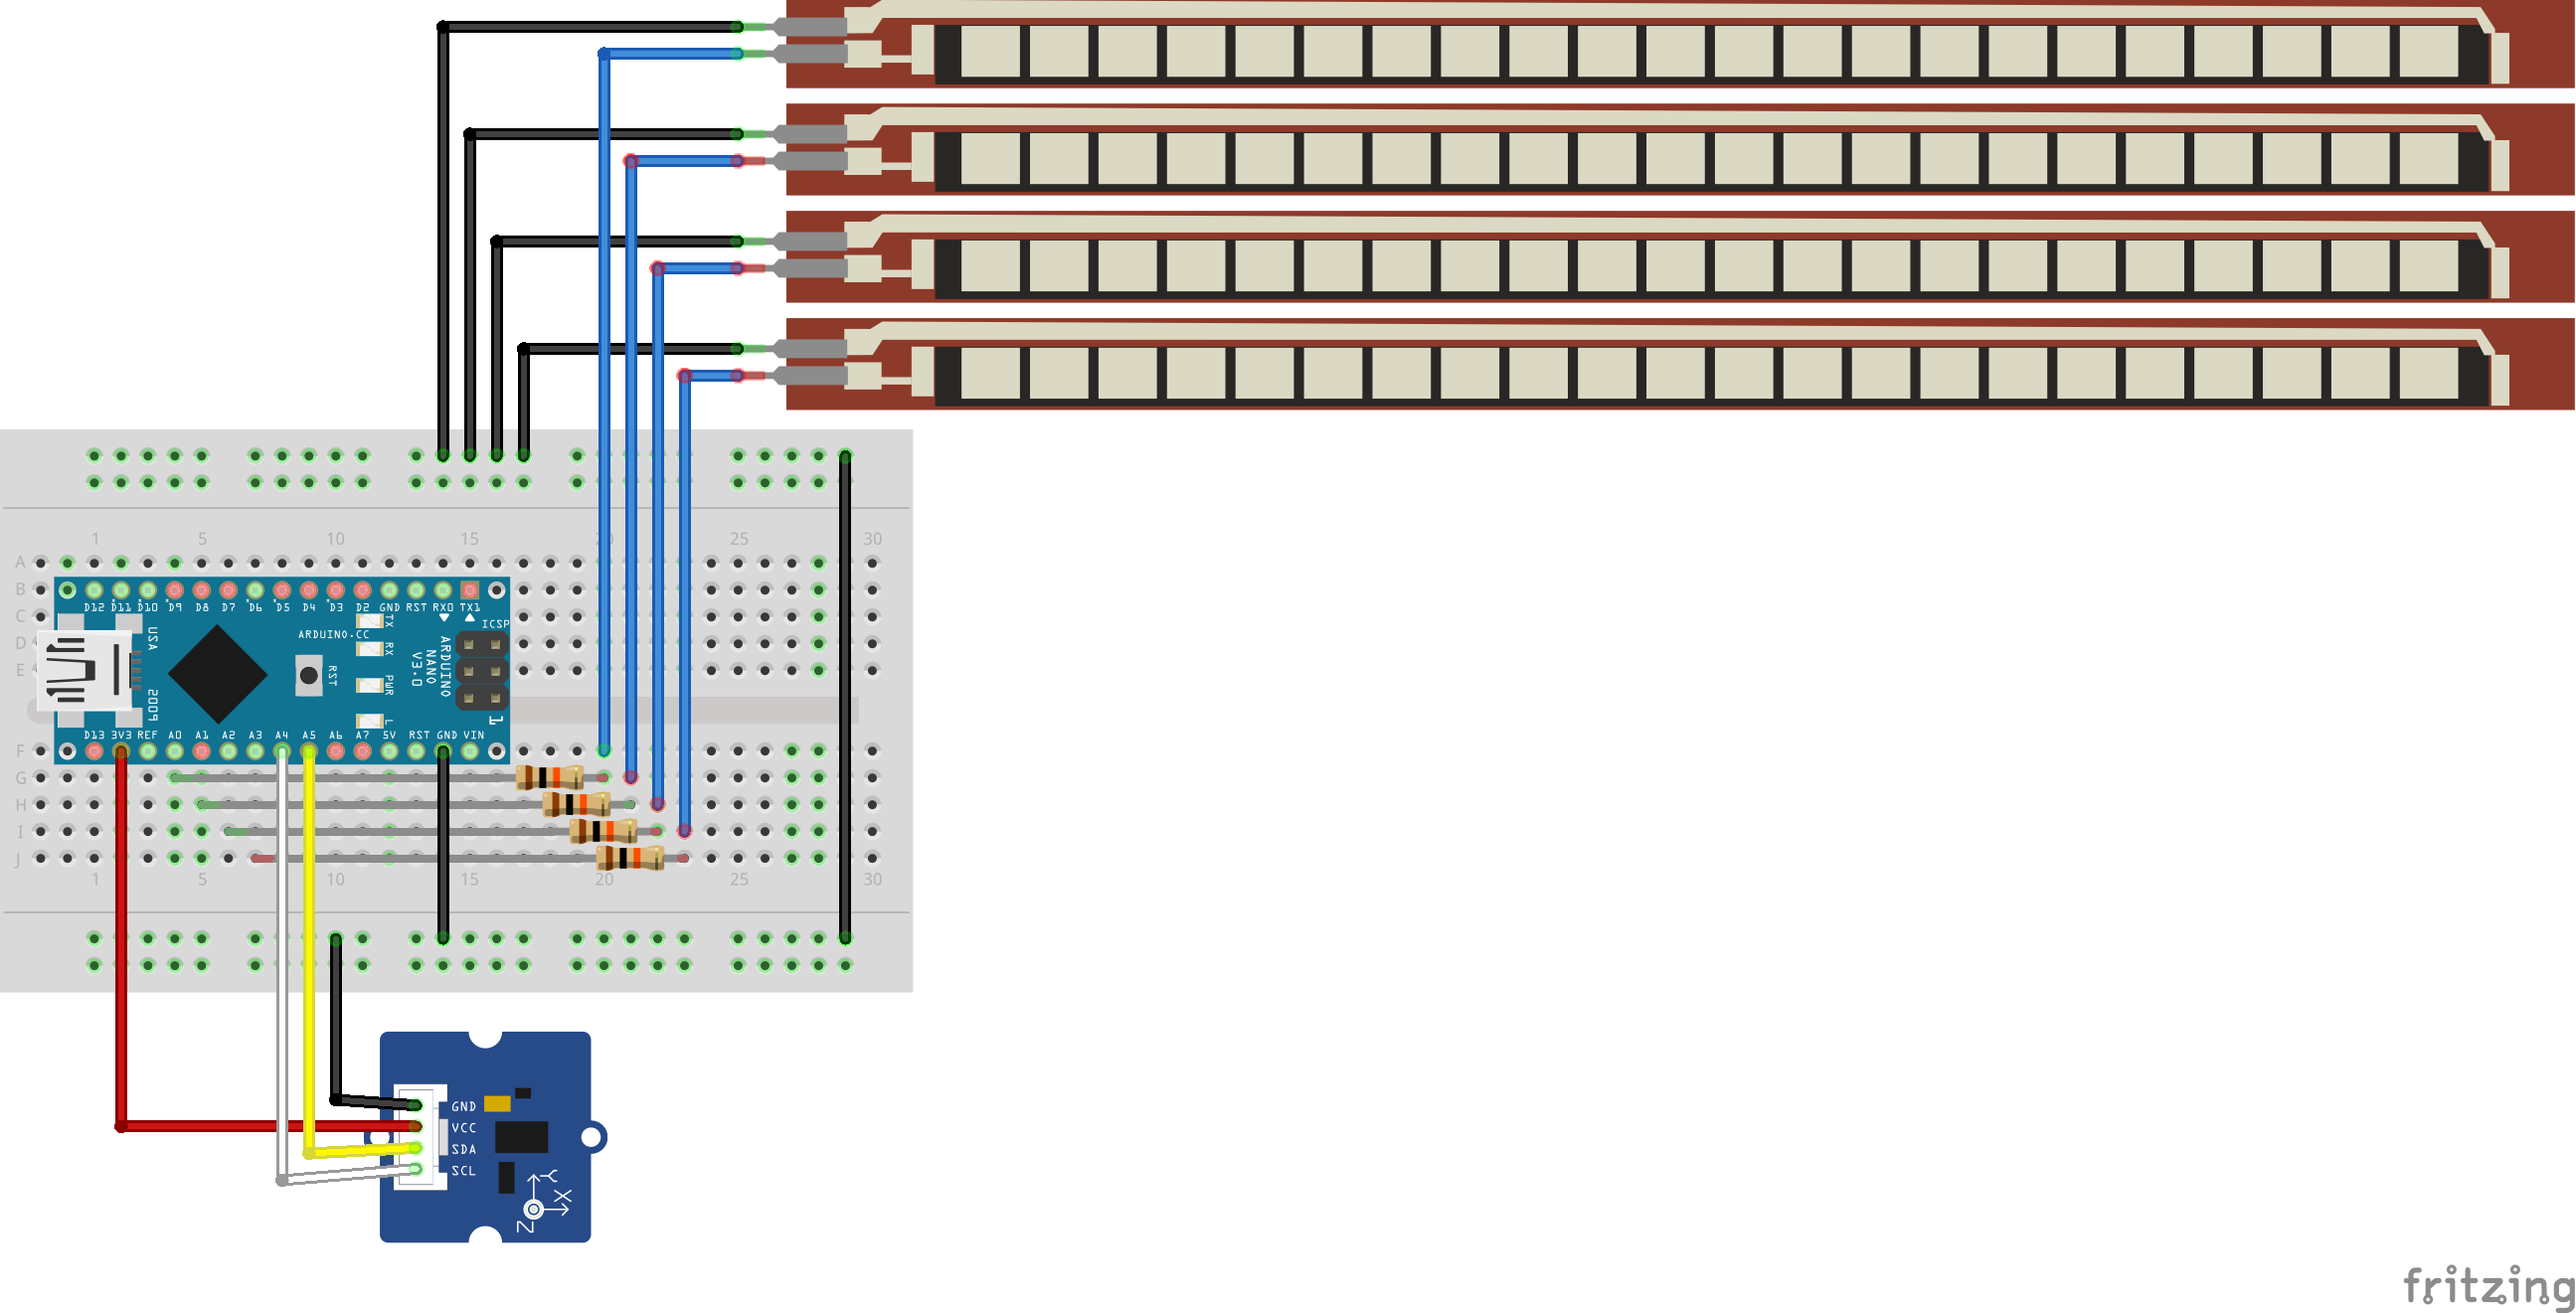 1 5 10 15 20 25 30
A
B
D12 D11 D10 D9 D8 D7 D6 D5 D4 D3 D2 GND RST RX0 TX1
C
ICSP
TX
RX
PWR
L
D
USA
ARDUINO.CC
RST
ARDUINO
NANO
V3.0
E
2009
1
D13 3V3 REF A0 A1 A2 A3 A4 A5 A6 A7 5V RST GND VIN
F
G
H
I
J
1 5 10 15 20 25 30
GND
VCC
SDA
SCL
Y
X
Z
fritzing